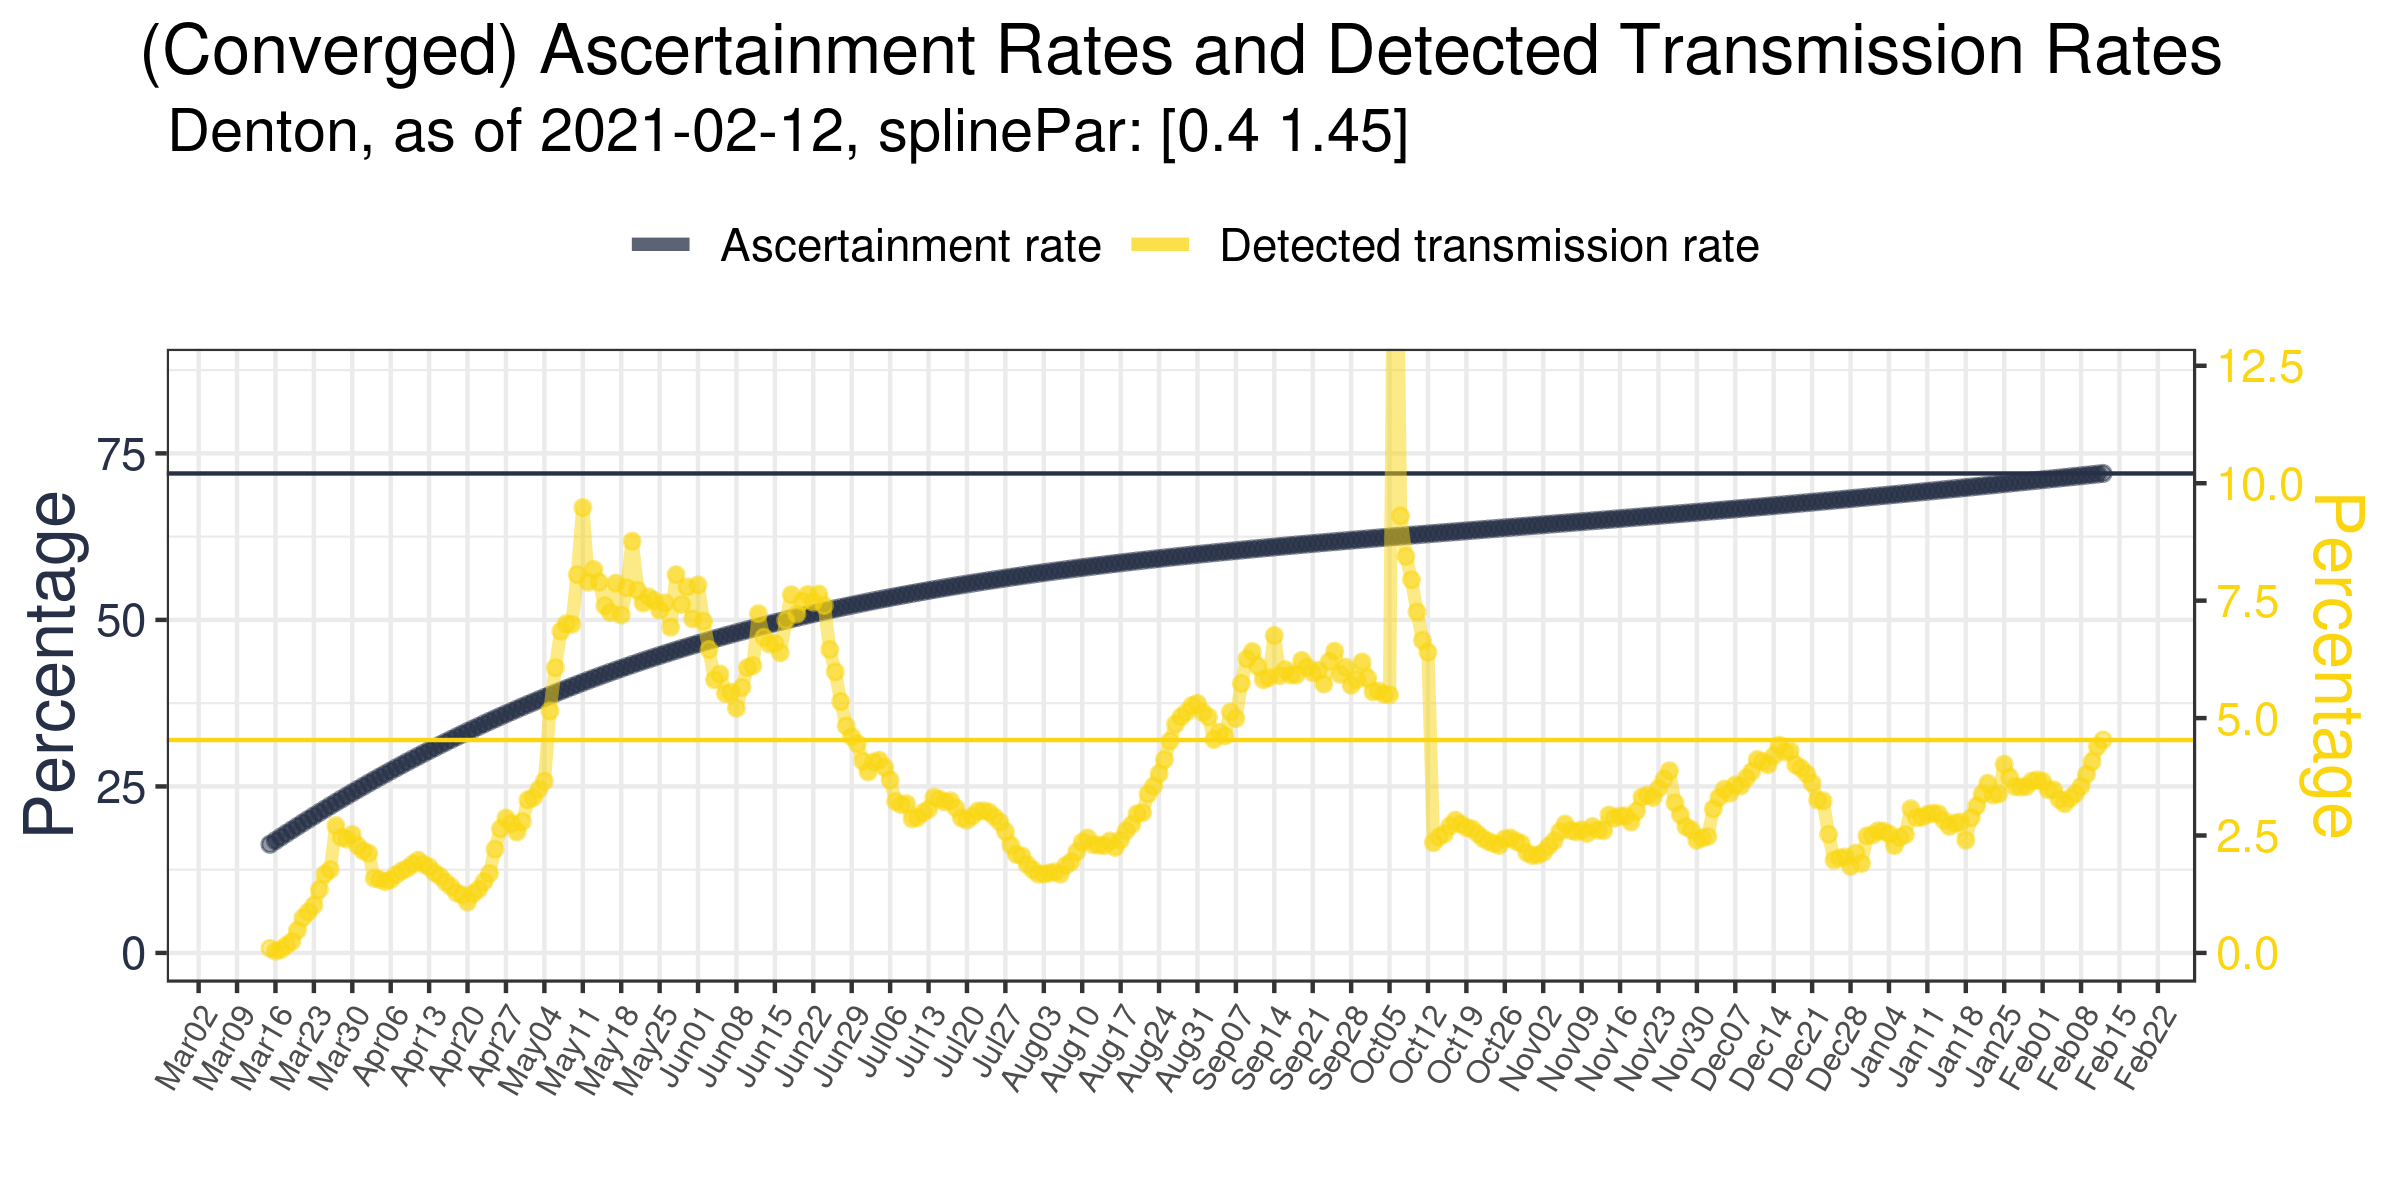 (Converged) Ascertainment Rates and Detected Transmission Rates
Denton, as of 2021-02-12, splinePar: [0.4 1.45]
Ascertainment rate
Detected transmission rate
Percentage
75
50
25
0
12.5
10.0
7.5
5.0
2.5
0.0
Percentage
Mar02
Mar09
Mar16
Mar23
Mar30
Apr06
Apr13
Apr20
Apr27
May04
May11
May18
May25
Jun01
Jun08
Jun15
Jun22
Jun29
Jul06
Jul13
Jul20
Jul27
Aug03
Aug10
Aug17
Aug24
Aug31
Sep07
Sep14
Sep21
Sep28
Oct05
Oct12
Oct19
Oct26
Nov02
Nov09
Nov16
Nov23
Nov30
Dec07
Dec14
Dec21
Dec28
Jan04
Jan11
Jan18
Jan25
Feb01
Feb08
Feb15
Feb22